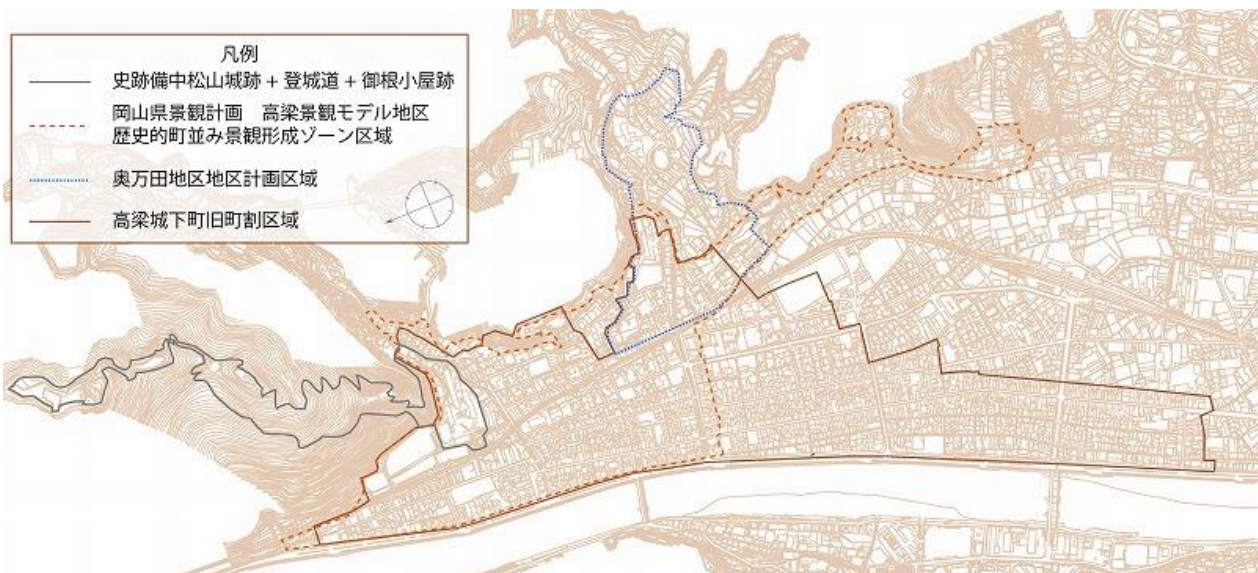 凡例
史跡備中松山城跡 + 登城道 + 御根小屋跡
岡山県景観計画　高梁景観モデル地区
歴史的町並み景観形成ゾーン区域
奥万田地区地区計画区域
高梁城下町旧町割区域